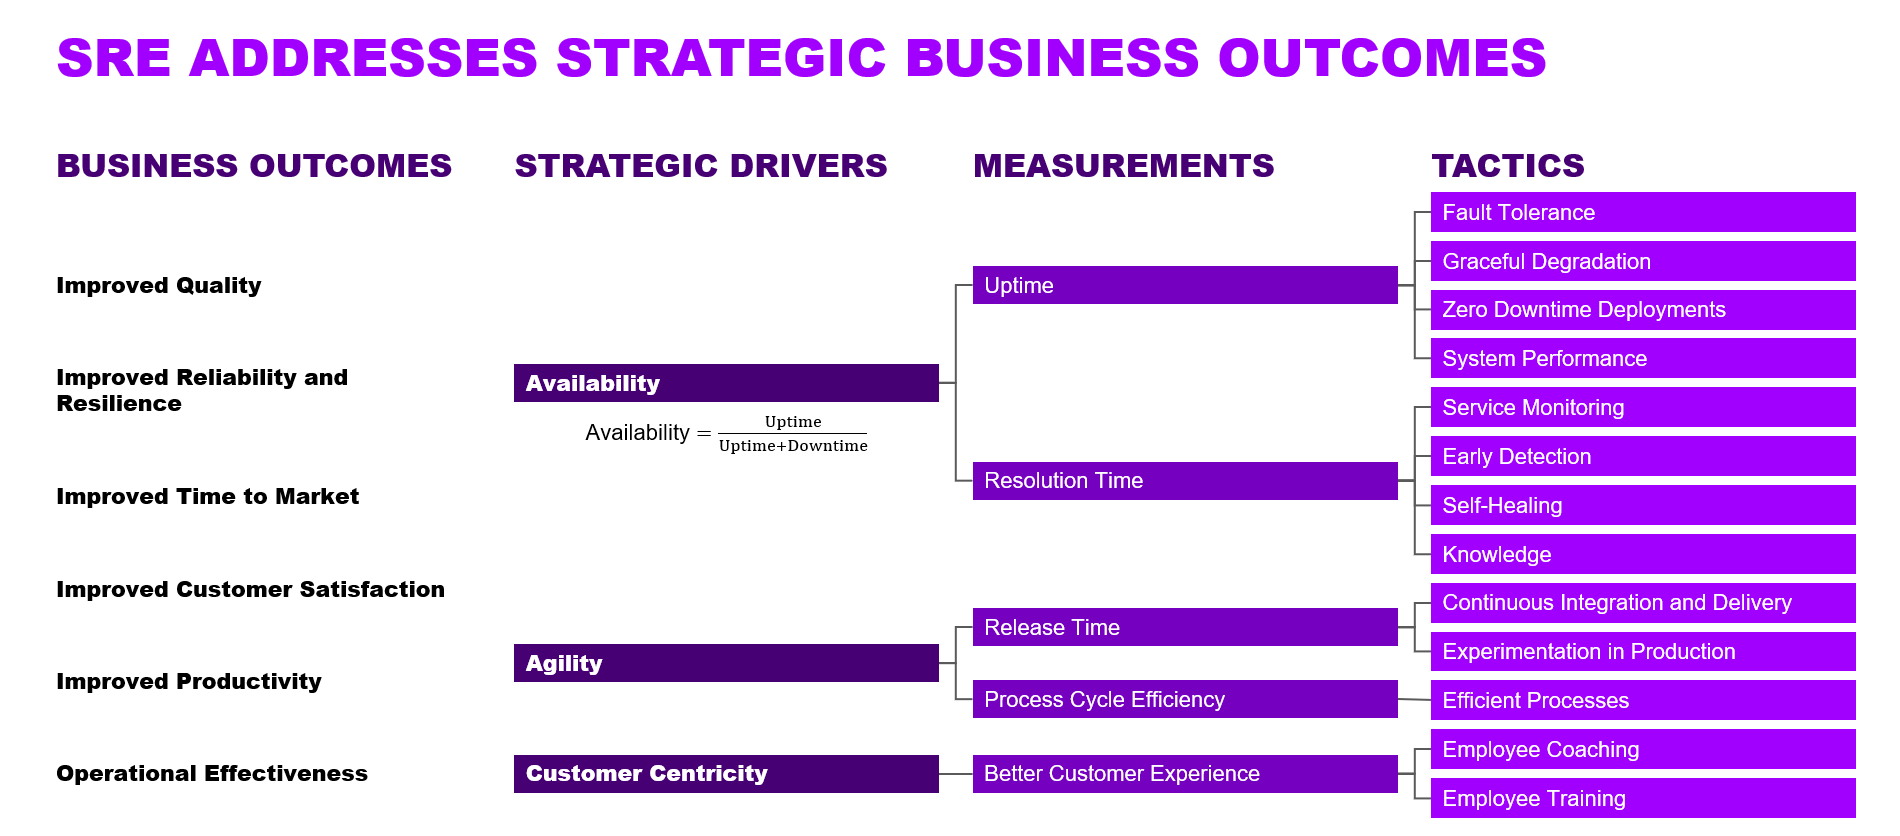 SRE ADDRESSES STRATEGIC BUSINESS OUTCOMES
BUSINESS OUTCOMES
Improved Quality
Improved Reliability and
Resilience
Improved Time to Market
Improved Customer Satisfaction
Improved Productivity
Operational Effectiveness
STRATEGIC DRIVERS
Availability
Availability = Uptime / Uptime+Downtime
Agility
Customer Centricity
MEASUREMENTS
Uptime
Resolution Time
Release Time
Process Cycle Efficiency
Better Customer Experience
TACTICS
Fault Tolerance
Graceful Degradation
Zero Downtime Deployments
System Performance
Service Monitoring
Early Detection
Self-Healing
Knowledge
Continuous Integration and Delivery
Experimentation in Production
Efficient Processes
Employee Coaching
Employee Training